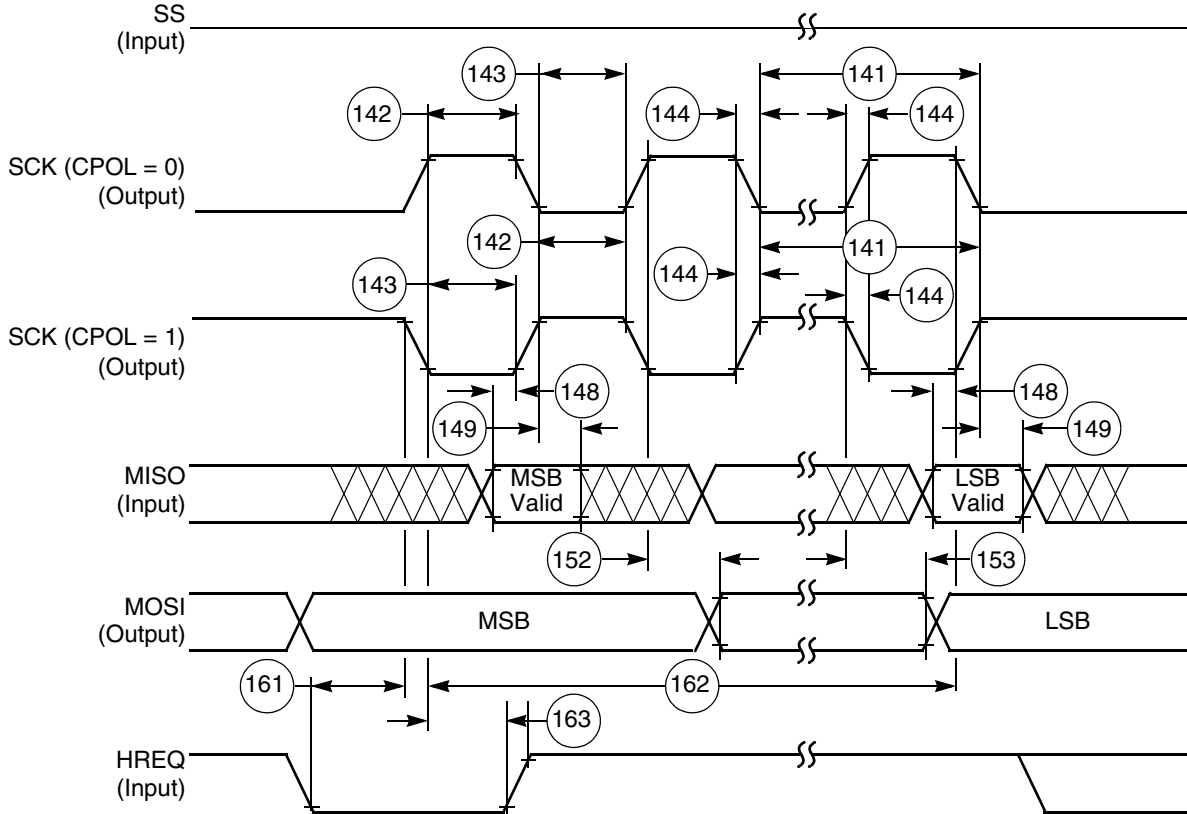 SS
(Input)
143
141
142
144
144
SCK (CPOL = 0)
(Output)
142
141
143
144
144
SCK (CPOL = 1)
(Output)
148
148
149
149
MISO
(Input)
MSB
Valid
LSB
Valid
152
153
MOSI
(Output)
MSB
LSB
161
162
163
HREQ
(Input)